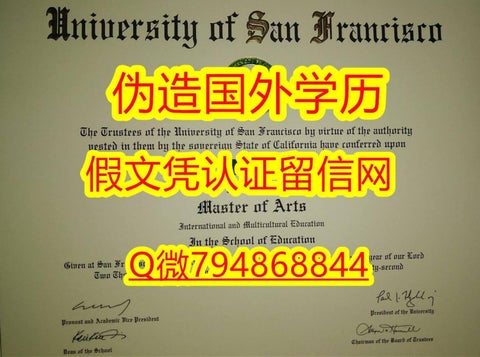 University of San Francisco
伪造国外学历
The Trustees of the University of San Francisco by virtue of the authority
vested in them by the sovereign State of California have conferred upon
假文凭认证留信网
Master of Arts
International and Multicultural Education
In the School of Education
Q微794868844
Given at San Fran year of our Lord
Two Th ty-second
Provost and Academic Vice President
President of the University
Dean of the School
Chairman of the Board of Trustees